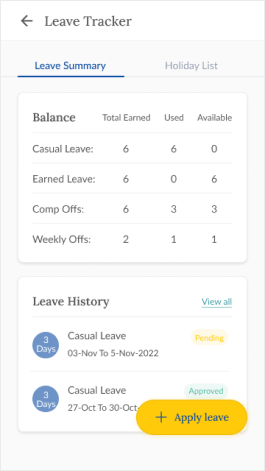 Leave Tracker
Leave Summary Holiday List
Balance Total Earned Used Available
Casual Leave: 6 6 0
Earned Leave: 6 0 6
Comp Offs: 6 3 3
Weekly Offs: 2 1 1
Leave History View all
3 Days
Casual Leave Pending
03-Nov To 5-Nov-2022
3 Days
Casual Leave Approved
27-Oct To 30-Oct-
+ Apply leave